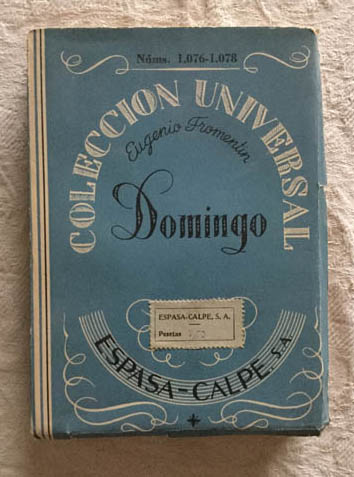 Núms. 1.076-1.078
COLECCION UNIVERSAL
Eugenio Fromentin
Domingo
ESPASA-CALPE, S. A.
Pesetas
ESPASA-CALPE, S.A